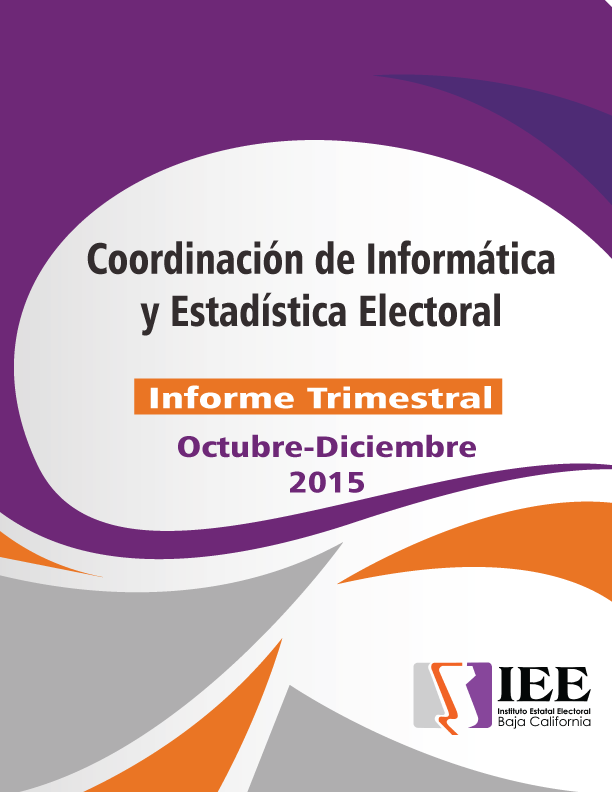 Coordinación de Informática
y Estadística Electoral
Informe Trimestral
Octubre-Diciembre
2015
IEE
Instituto Estatal Electoral
Baja California